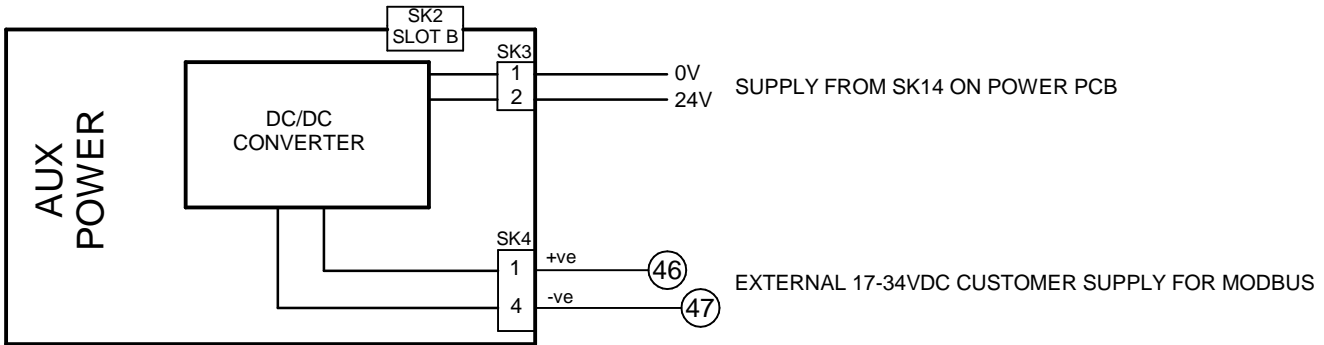 SK2
SLOT B
AUX
POWER
DC/DC
CONVERTER
SK3
1
2
0V
24V
SUPPLY FROM SK14 ON POWER PCB
SK4
1
4
+ve
-ve
46
47
EXTERNAL 17-34VDC CUSTOMER SUPPLY FOR MODBUS